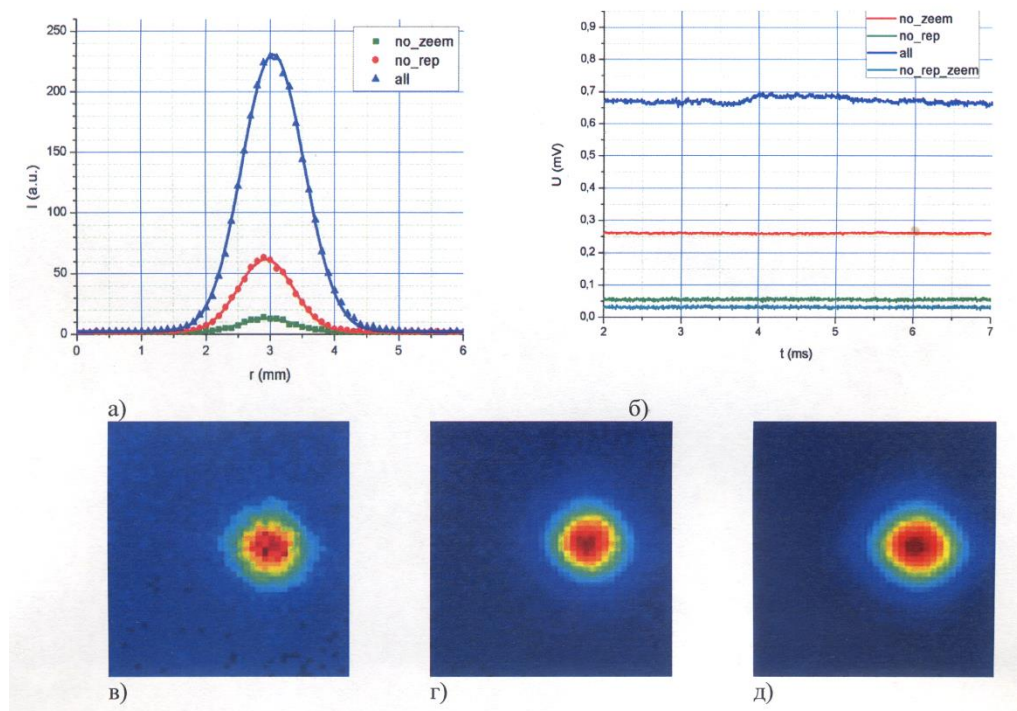 250
200
150
100
50
0
I (a.u.)
no_zeem
no_rep
all
0 1 2 3 4 5 6
r (mm)
0,9
0,8
0,7
0,6
0,5
0,4
0,3
0,2
0,1
0,0
U (mV)
no_zeem
no_rep
all
no_rep_zeem
2 3 4 5 6 7
t (ms)
а) б)
в) г) д)